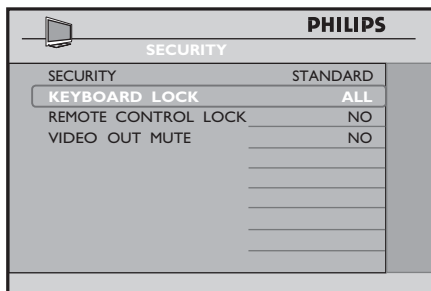 PHILIPS
SECURITY
SECURITY STANDARD
KEYBOARD LOCK ALL
REMOTE CONTROL LOCK NO
VIDEO OUT MUTE NO